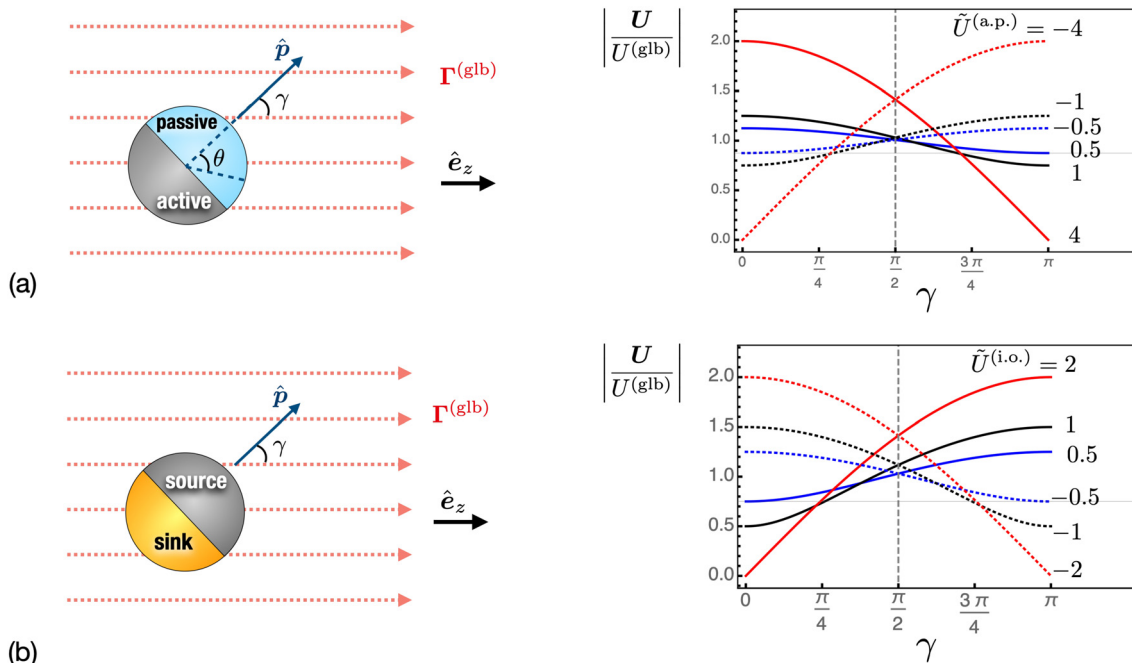 p̂
Γ^(glb)
γ
passive
θ
ê_z
active
(a)
|U / U^(glb)|
Ũ^(a.p.) = −4
2.0
1.5
1.0
0.5
0.0
−1
−0.5
0.5
1
4
0 π/4 π/2 3π/4 π
γ
p̂
Γ^(glb)
γ
source
ê_z
sink
(b)
|U / U^(glb)|
Ũ^(i.o.) = 2
2.0
1.5
1.0
0.5
0.0
1
0.5
−0.5
−1
−2
0 π/4 π/2 3π/4 π
γ